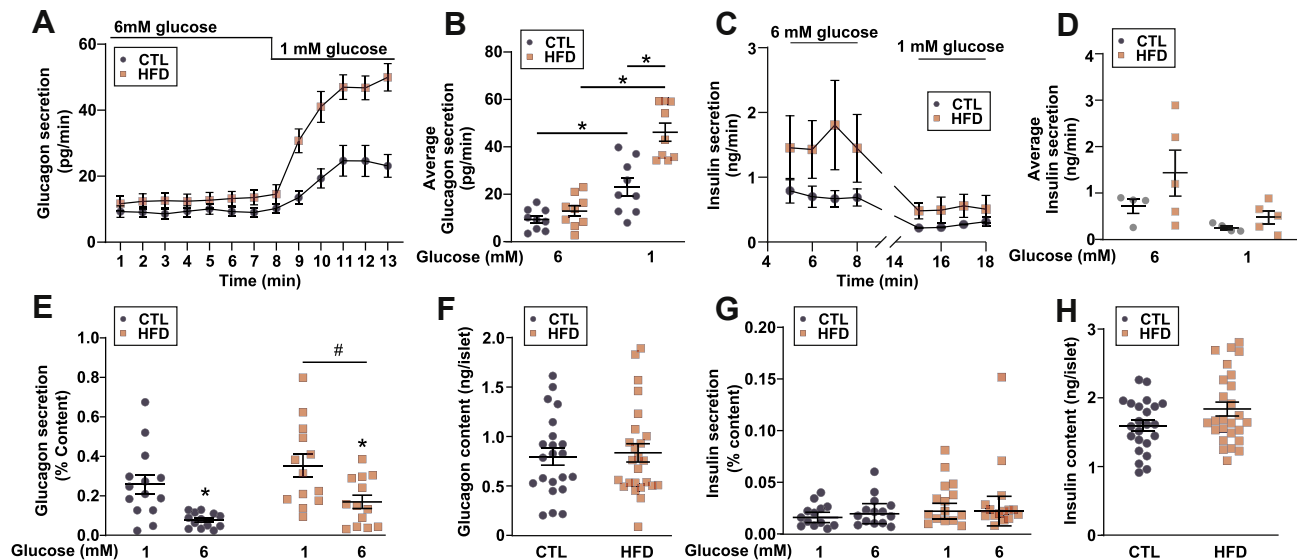 A
6mM glucose
1 mM glucose
CTL
HFD
Glucagon secretion
(pg/min)
60
40
20
0
1 2 3 4 5 6 7 8 9 10 11 12 13
Time (min)
B
CTL
HFD
Average
Glucagon secretion
(pg/min)
80
60
40
20
0
* * *
Glucose (mM) 6 1
C
6 mM glucose
1 mM glucose
CTL
HFD
Insulin secretion
(ng/min)
3
2
1
0
4 6 8 14 16 18
Time (min)
D
CTL
HFD
Average
Insulin secretion
(ng/min)
4
3
2
1
0
Glucose (mM) 6 1
E
CTL
HFD
Glucagon secretion
(% Content)
1.0
0.8
0.6
0.4
0.2
0.0
* # *
Glucose (mM) 1 6 1 6
F
CTL
HFD
Glucagon content (ng/islet)
2.0
1.5
1.0
0.5
0.0
CTL HFD
G
CTL
HFD
Insulin secretion
(% content)
0.20
0.15
0.10
0.05
0.00
Glucose (mM) 1 6 1 6
H
CTL
HFD
Insulin content (ng/islet)
3
2
1
0
CTL HFD